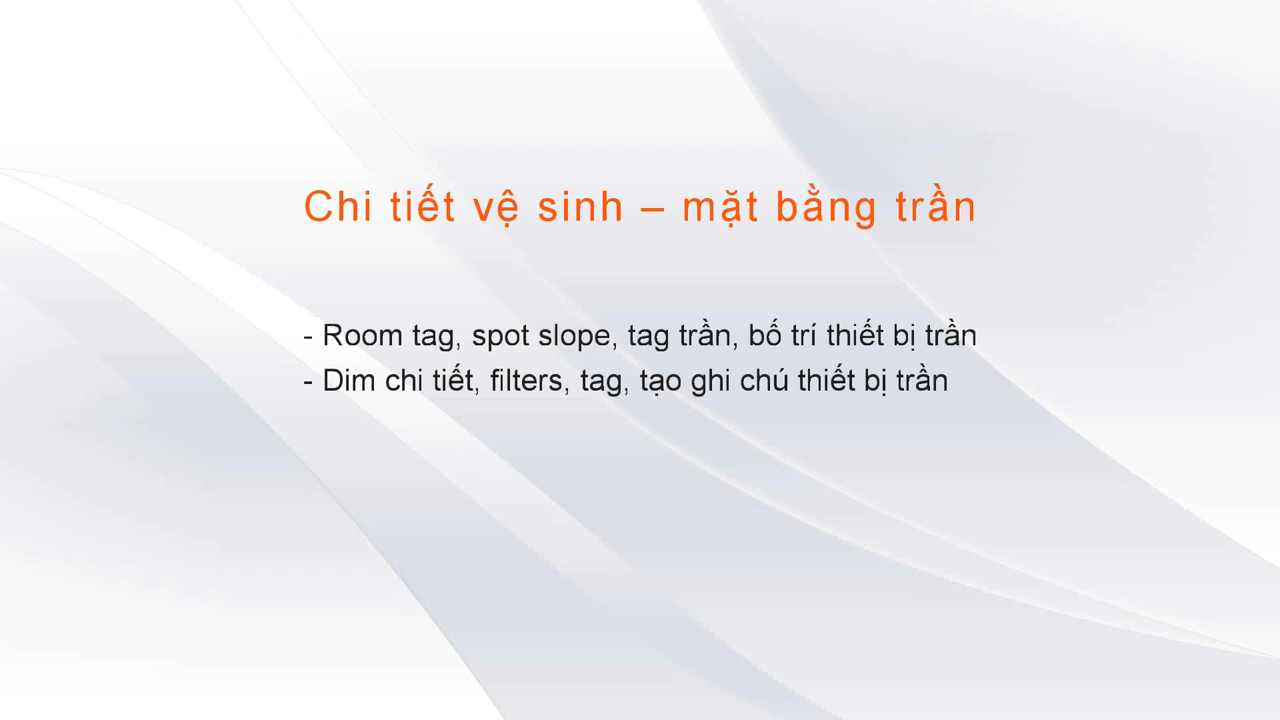 Chi tiết vệ sinh – mặt bằng trần
- Room tag, spot slope, tag trần, bố trí thiết bị trần
- Dim chi tiết, filters, tag, tạo ghi chú thiết bị trần